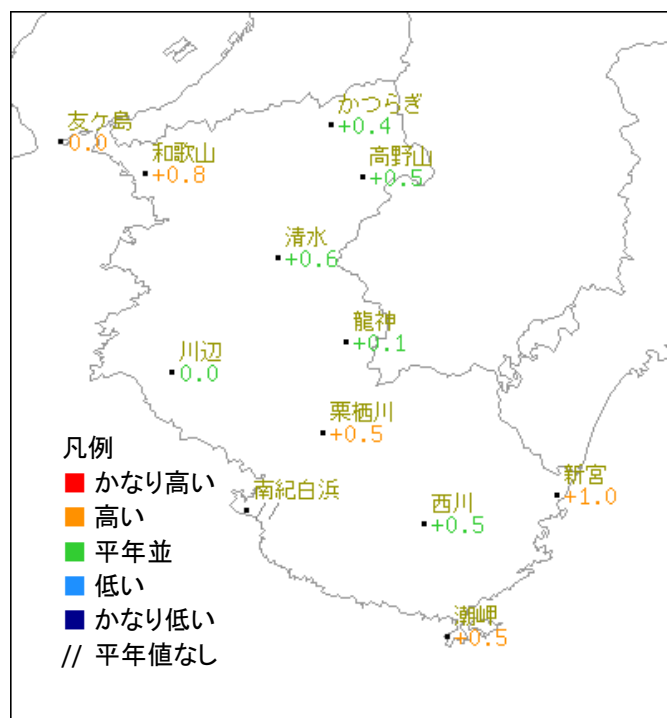 かつらぎ
+0.4
友ケ島
0.0
和歌山
+0.8
高野山
+0.5
清水
+0.6
龍神
+0.1
川辺
0.0
栗栖川
+0.5
南紀白浜
//
新宮
+1.0
西川
+0.5
潮岬
+0.5
凡例
かなり高い
高い
平年並
低い
かなり低い
// 平年値なし